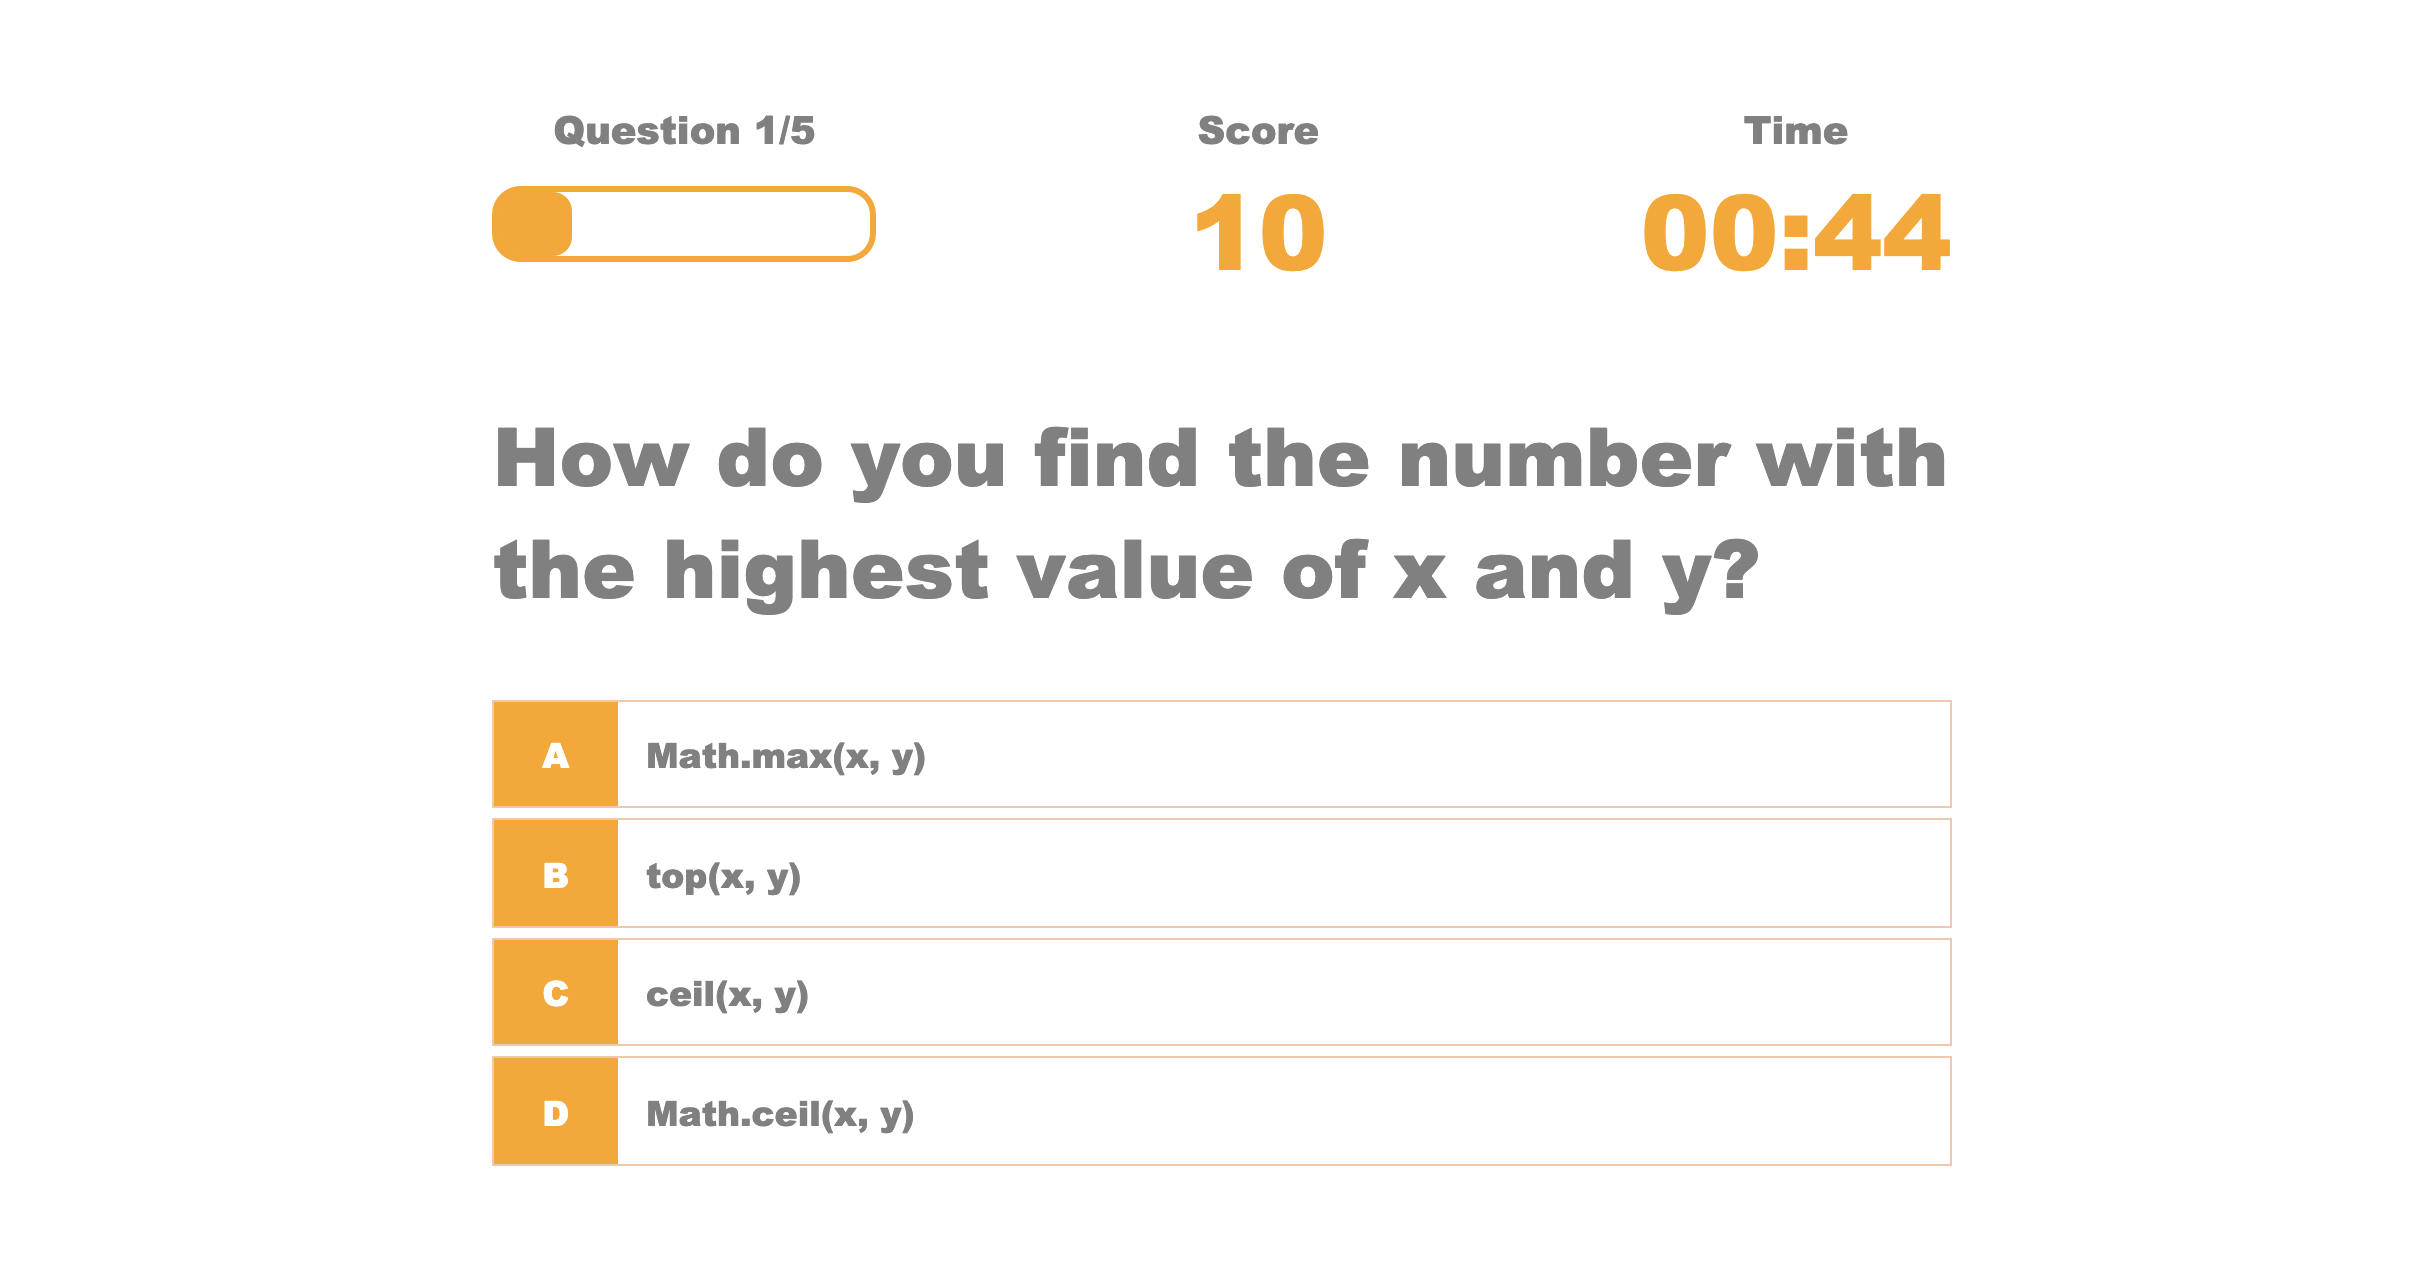 Question 1/5
Score
10
Time
00:44
How do you find the number with
the highest value of x and y?
A Math.max(x, y)
B top(x, y)
C ceil(x, y)
D Math.ceil(x, y)